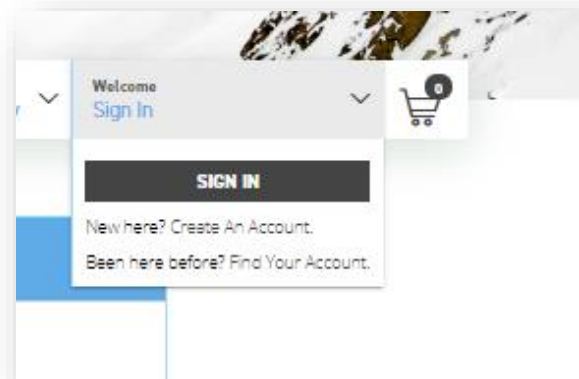 Welcome
Sign In
0
SIGN IN
New here? Create An Account.
Been here before? Find Your Account.